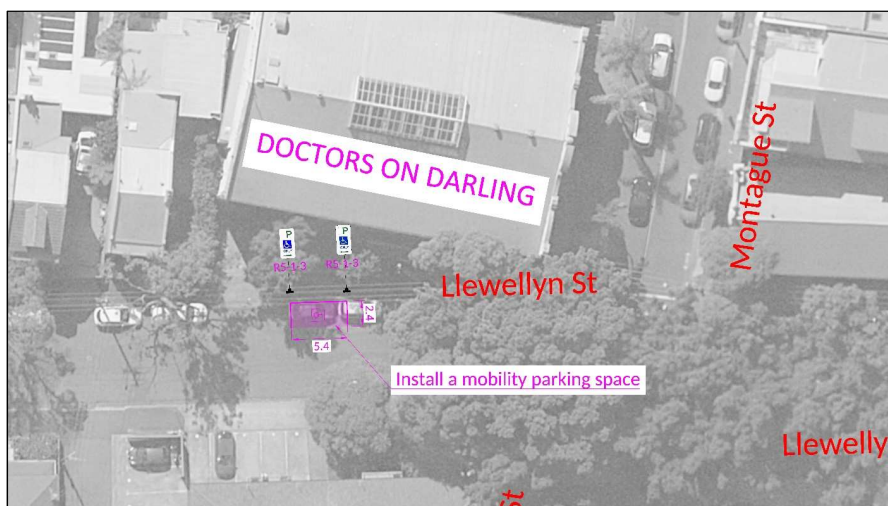 DOCTORS ON DARLING
Montague St
P
P
R5-1-3
R5-1-3
Llewellyn St
2.4
5.4
Install a mobility parking space
Llewelly
St